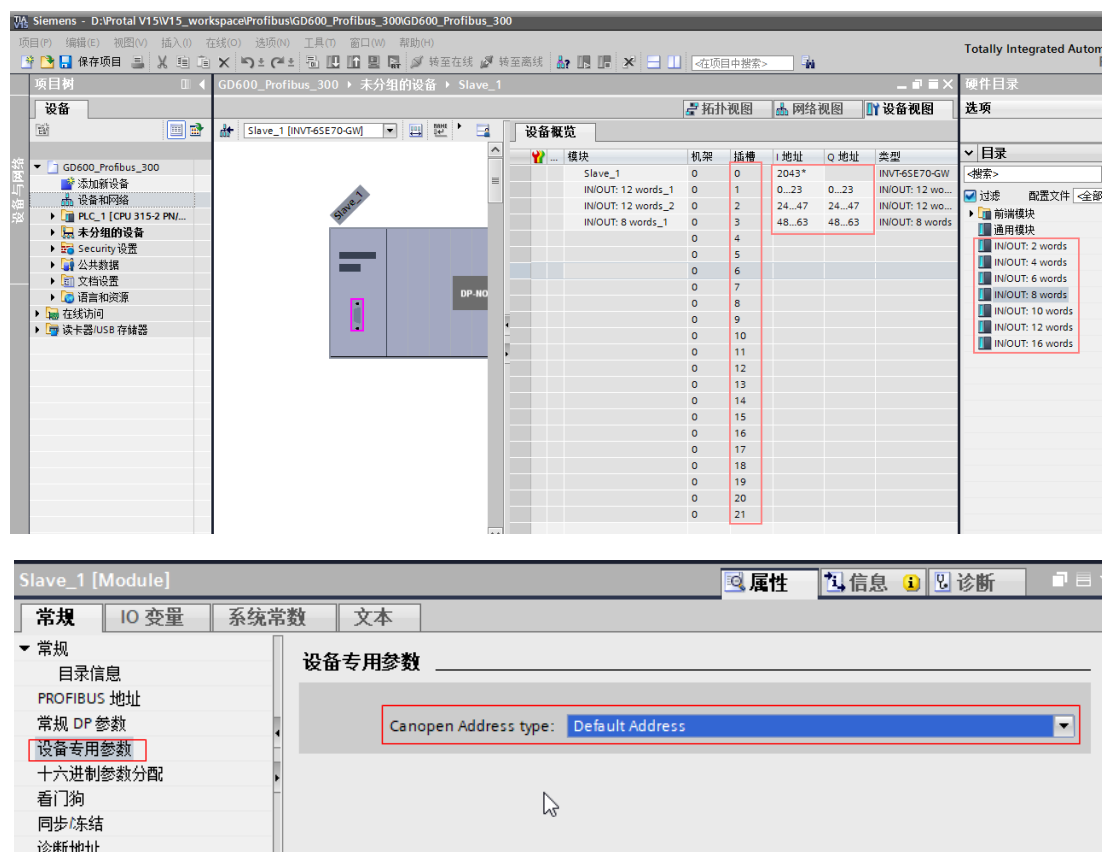 Siemens - D:\Protal V15\V15_workspace\Profibus\GD600_Profibus_300\GD600_Profibus_300
项目(P) 编辑(E) 视图(V) 插入(I) 在线(O) 选项(N) 工具(T) 窗口(W) 帮助(H)
Totally Integrated Autom
保存项目 转至在线 转至离线 <在项目中搜索>
项目树
GD600_Profibus_300 ▸ 未分组的设备 ▸ Slave_1
硬件目录
设备
拓扑视图 网络视图 设备视图
选项
Slave_1 [INVT-6SE70-GW]
设备概览
设备与网络
模块 机架 插槽 I 地址 Q 地址 类型
目录
GD600_Profibus_300
Slave_1 0 0 2043* INVT-6SE70-GW
<搜索>
添加新设备
IN/OUT: 12 words_1 0 1 0...23 0...23 IN/OUT: 12 wo...
过滤 配置文件 <全部
设备和网络
IN/OUT: 12 words_2 0 2 24...47 24...47 IN/OUT: 12 wo...
前端模块
PLC_1 [CPU 315-2 PN/...
IN/OUT: 8 words_1 0 3 48...63 48...63 IN/OUT: 8 words
通用模块
未分组的设备
0 4
IN/OUT: 2 words
Security 设置
0 5
IN/OUT: 4 words
公共数据
0 6
IN/OUT: 6 words
文档设置
0 7
IN/OUT: 8 words
语言和资源
0 8
IN/OUT: 10 words
在线访问
0 9
IN/OUT: 12 words
读卡器/USB 存储器
0 10
IN/OUT: 16 words
Slave_1
DP-NO
0 11
0 12
0 13
0 14
0 15
0 16
0 17
0 18
0 19
0 20
0 21
Slave_1 [Module]
属性 信息 诊断
常规 IO 变量 系统常数 文本
常规
目录信息
PROFIBUS 地址
常规 DP 参数
设备专用参数
十六进制参数分配
看门狗
同步/冻结
诊断地址
设备专用参数
Canopen Address type: Default Address